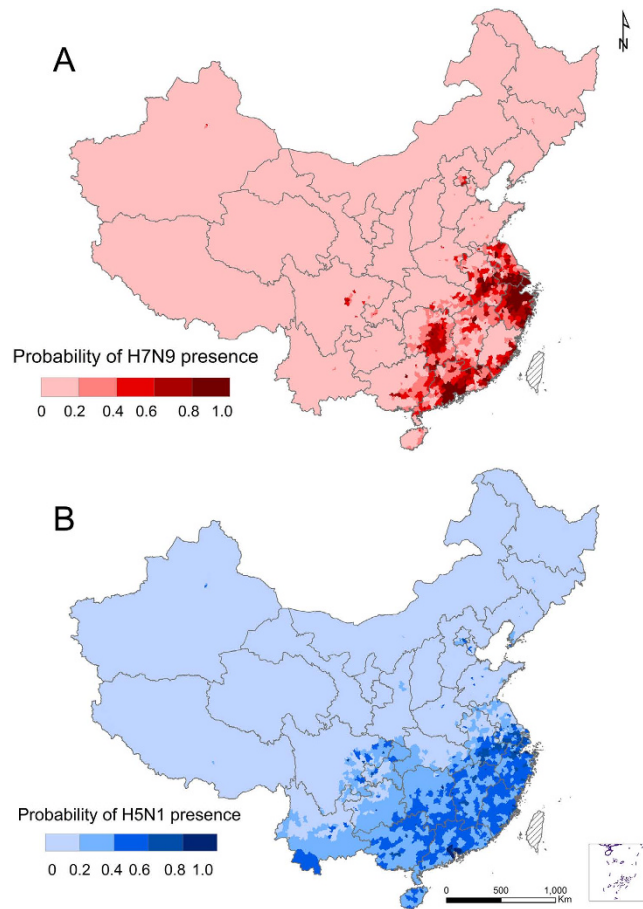 N
A
Probability of H7N9 presence
0 0.2 0.4 0.6 0.8 1.0
B
Probability of H5N1 presence
0 0.2 0.4 0.6 0.8 1.0
0 500 1,000
Km